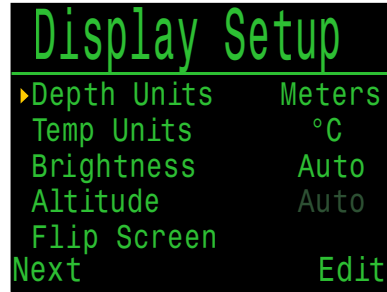 Display Setup
Depth Units Meters
Temp Units °C
Brightness Auto
Altitude Auto
Flip Screen
Next Edit